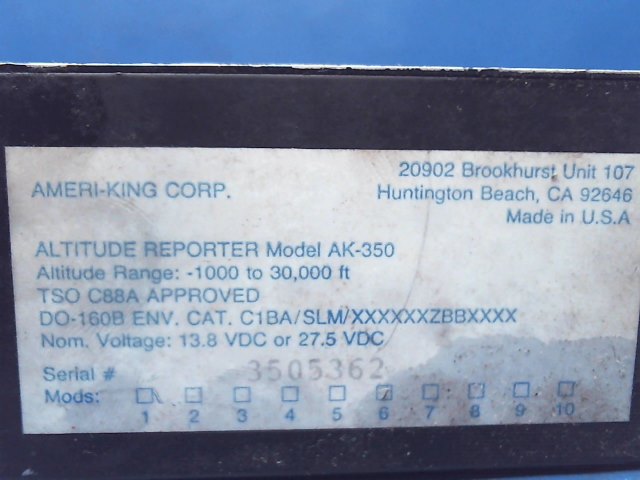 AMERI-KING CORP.
20902 Brookhurst Unit 107
Huntington Beach, CA 92646
Made in U.S.A
ALTITUDE REPORTER Model AK-350
Altitude Range: -1000 to 30,000 ft
TSO C88A APPROVED
DO-160B ENV. CAT. C1BA/SLM/XXXXXXZBBXXXX
Nom. Voltage: 13.8 VDC or 27.5 VDC
Serial # 3505362
Mods: 1 2 3 4 5 6 7 8 9 10